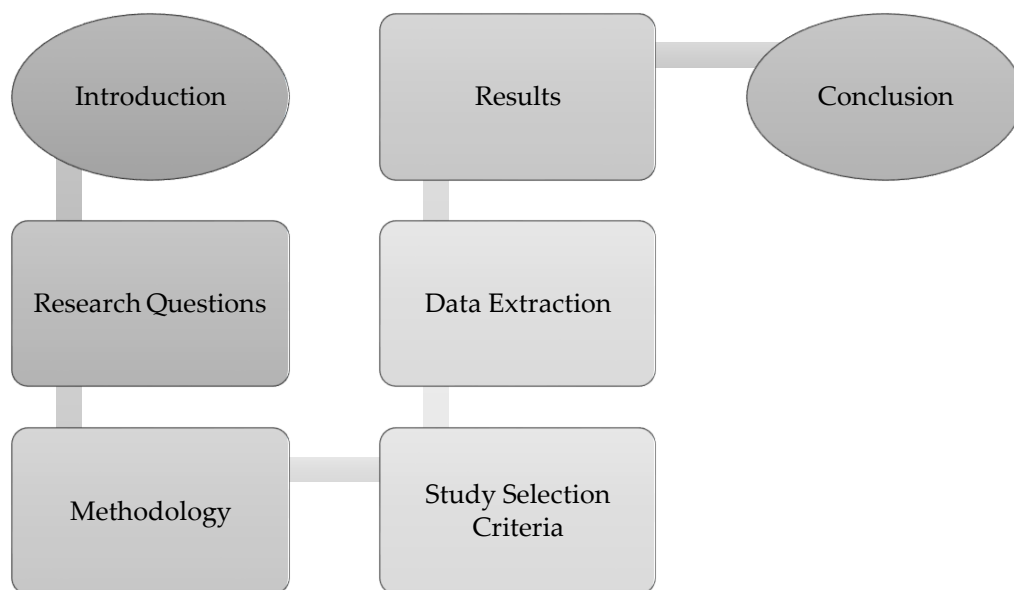 Introduction
Research Questions
Methodology
Study Selection
Criteria
Data Extraction
Results
Conclusion